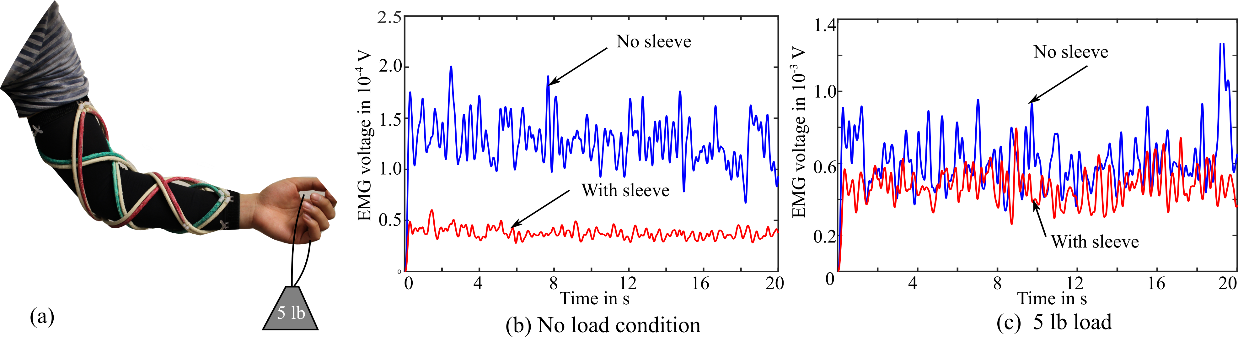 (a)
5 lb
EMG voltage in 10⁻⁴ V
2.5
2.0
1.5
1.0
0.5
0
0 4 8 12 16 20
Time in s
No sleeve
With sleeve
(b) No load condition
EMG voltage in 10⁻³ V
1.4
1.0
0.6
0.2
0
0 4 8 12 16 20
Time in s
No sleeve
With sleeve
(c) 5 lb load